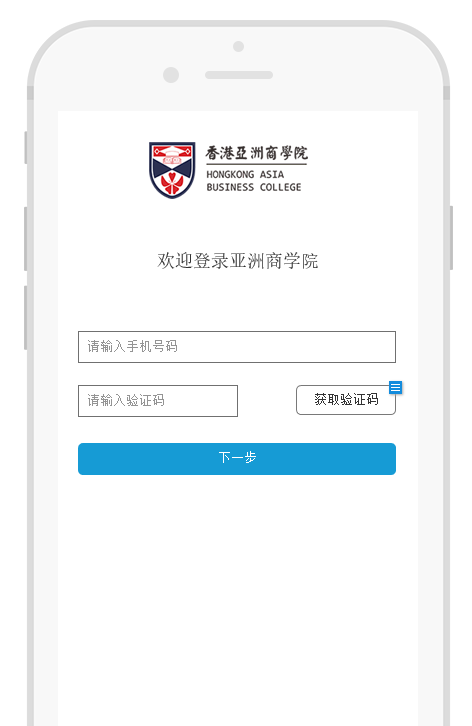 香港亞洲商學院
HONGKONG ASIA
BUSINESS COLLEGE
欢迎登录亚洲商学院
请输入手机号码
请输入验证码
获取验证码
下一步